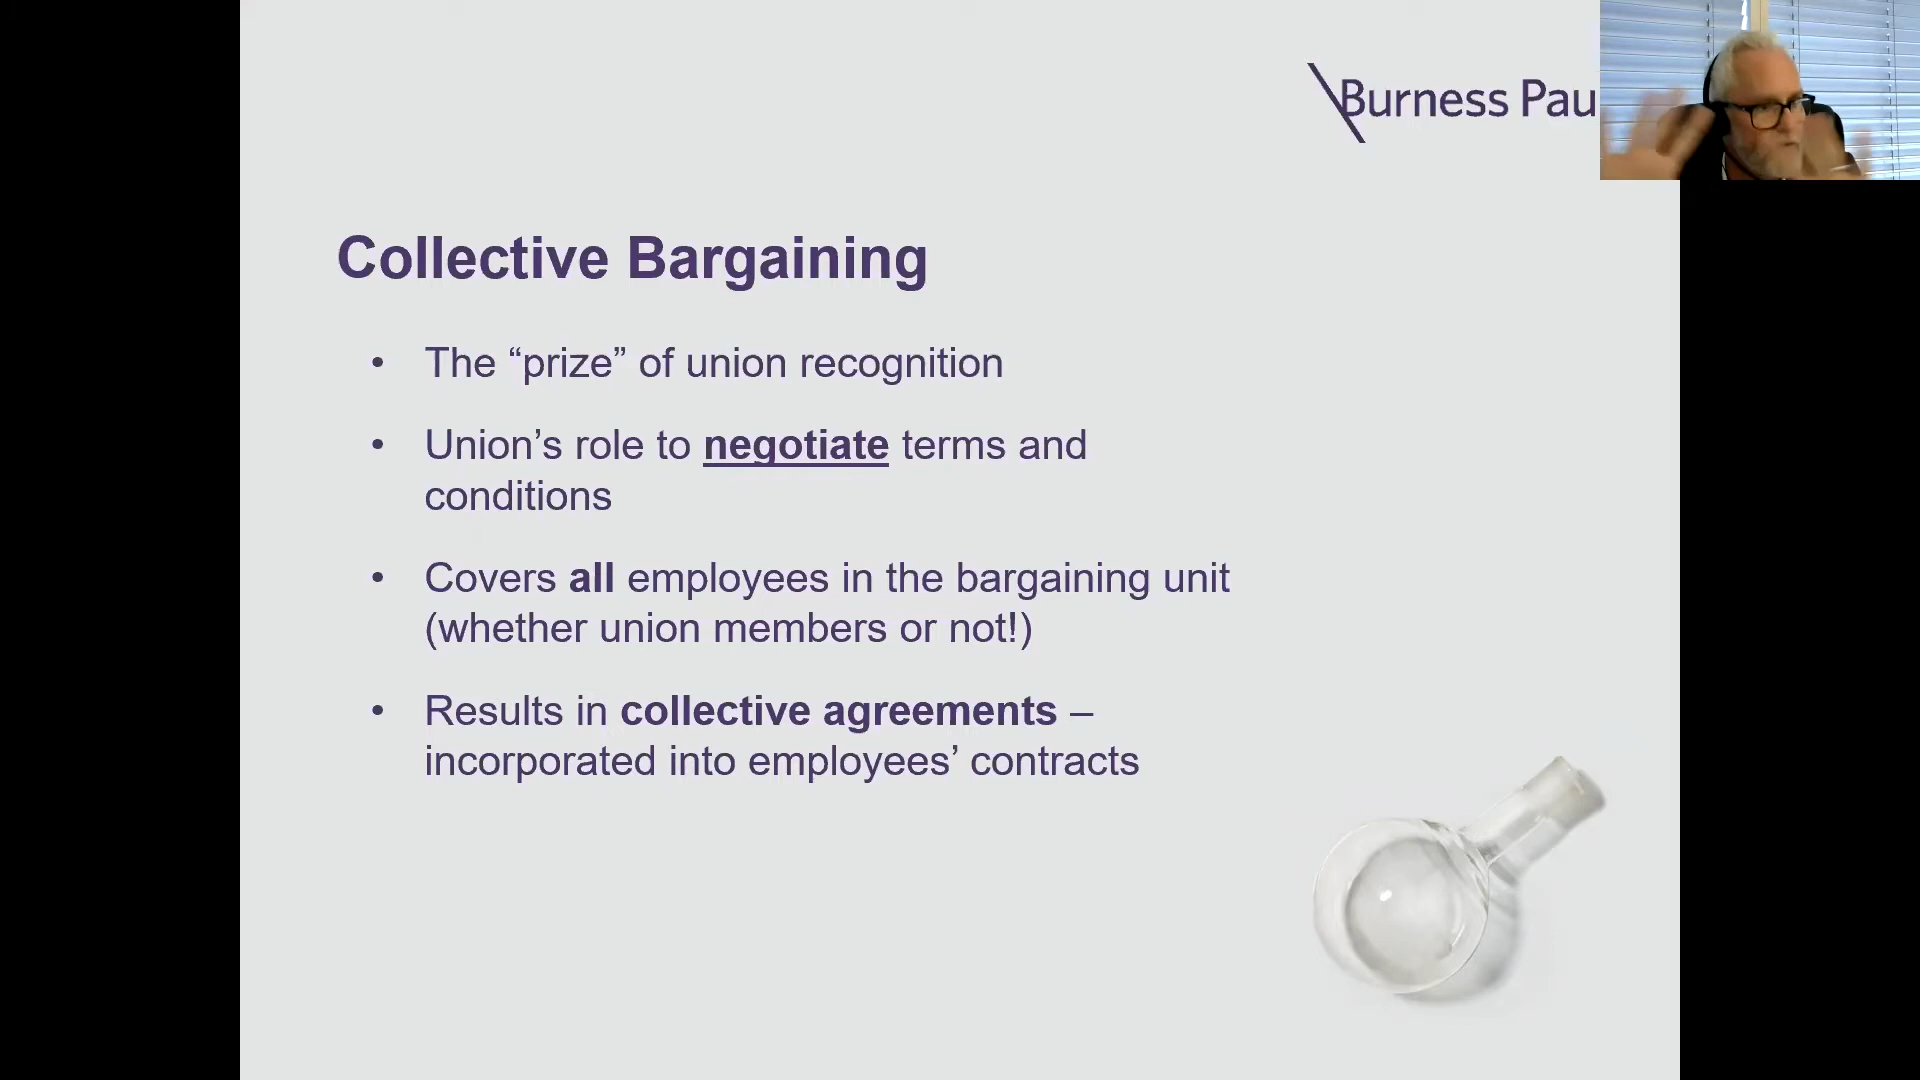 Burness Pau
Collective Bargaining
• The “prize” of union recognition
• Union’s role to negotiate terms and
conditions
• Covers all employees in the bargaining unit
(whether union members or not!)
• Results in collective agreements –
incorporated into employees’ contracts